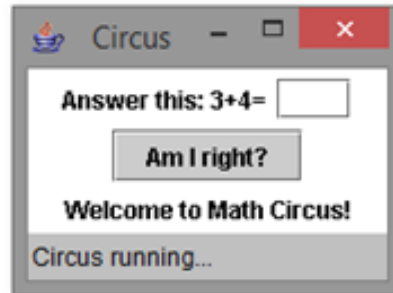 Circus
Answer this: 3+4=
Am I right?
Welcome to Math Circus!
Circus running...